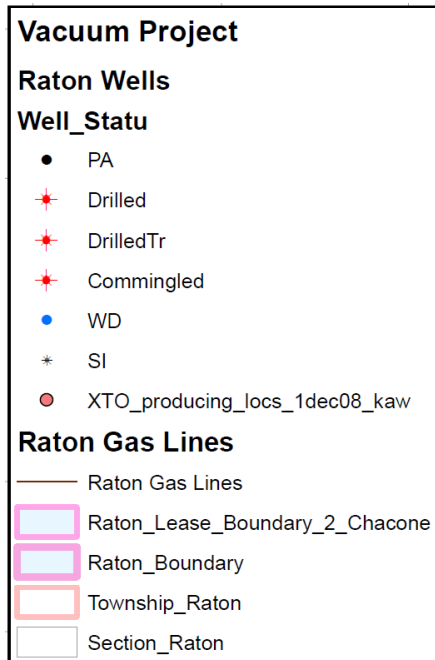 Vacuum Project
Raton Wells
Well_Statu
PA
Drilled
DrilledTr
Commingled
WD
SI
XTO_producing_locs_1dec08_kaw
Raton Gas Lines
Raton Gas Lines
Raton_Lease_Boundary_2_Chacone
Raton_Boundary
Township_Raton
Section_Raton